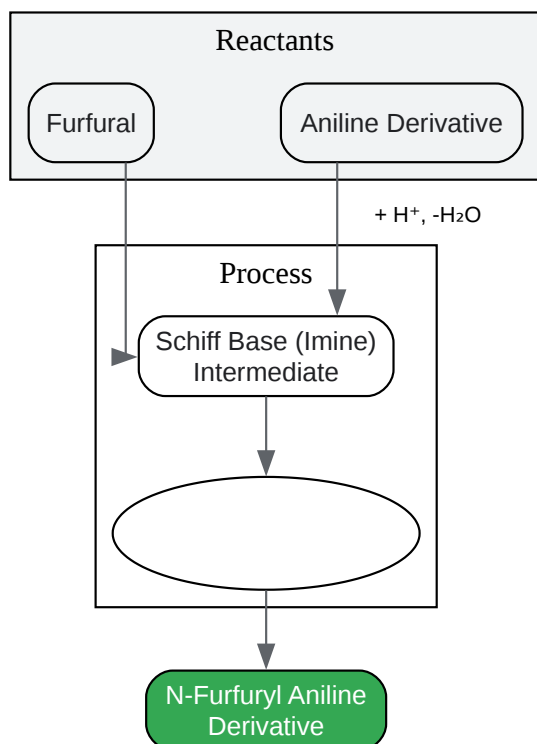 Reactants
Furfural
Aniline Derivative
+ H⁺, -H₂O
Process
Schiff Base (Imine)
Intermediate
N-Furfuryl Aniline
Derivative